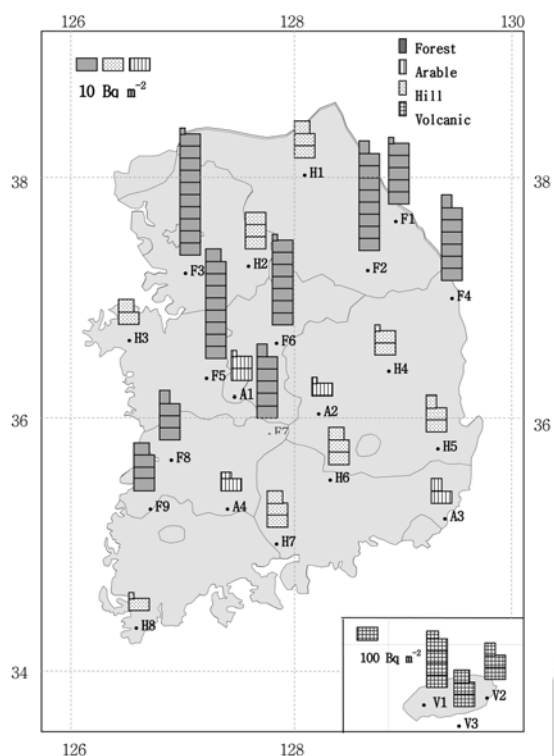 126 128 130
Forest
Arable
Hill
Volcanic
10 Bq m⁻²
38 38
H1
F1
H2
F3 F2
F4
H3 F6
F5 H4
A1
36 A2 36
F7
F8 H5
H6
F9 A4 A3
H7
H8
100 Bq m⁻²
34
V1 V2
V3
126 128